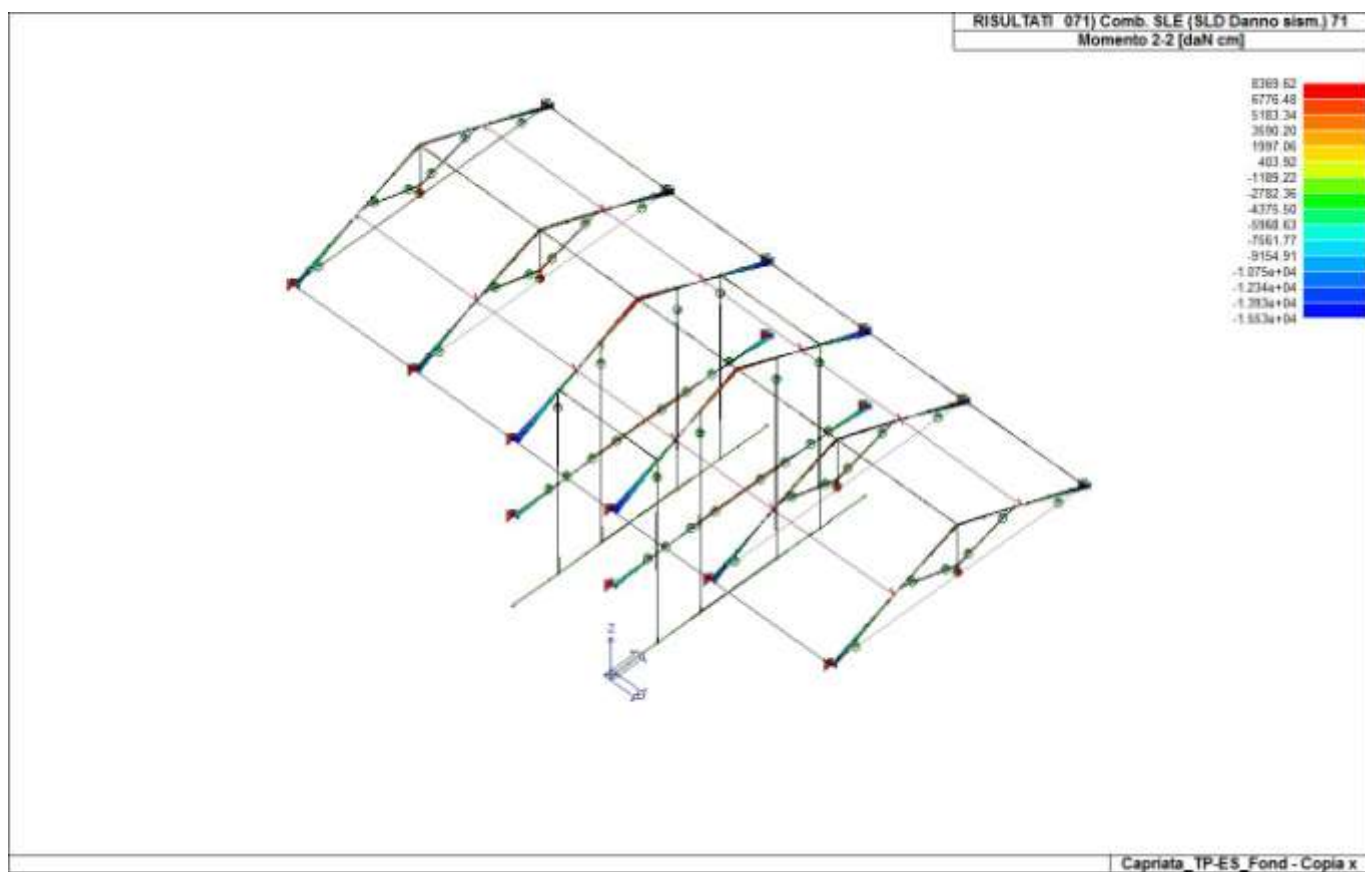 RISULTATI 071) Comb. SLE (SLD Danno sism.) 71
Momento 2-2 [daN cm]
8369.62
6776.48
5183.34
3590.20
1997.06
403.92
-1189.22
-2782.36
-4375.50
-5968.63
-7561.77
-9154.91
-1.075e+04
-1.234e+04
-1.393e+04
-1.553e+04
Capriata_TP-ES_Fond - Copia x